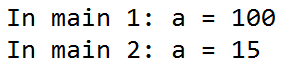 In main 1: a = 100
In main 2: a = 15